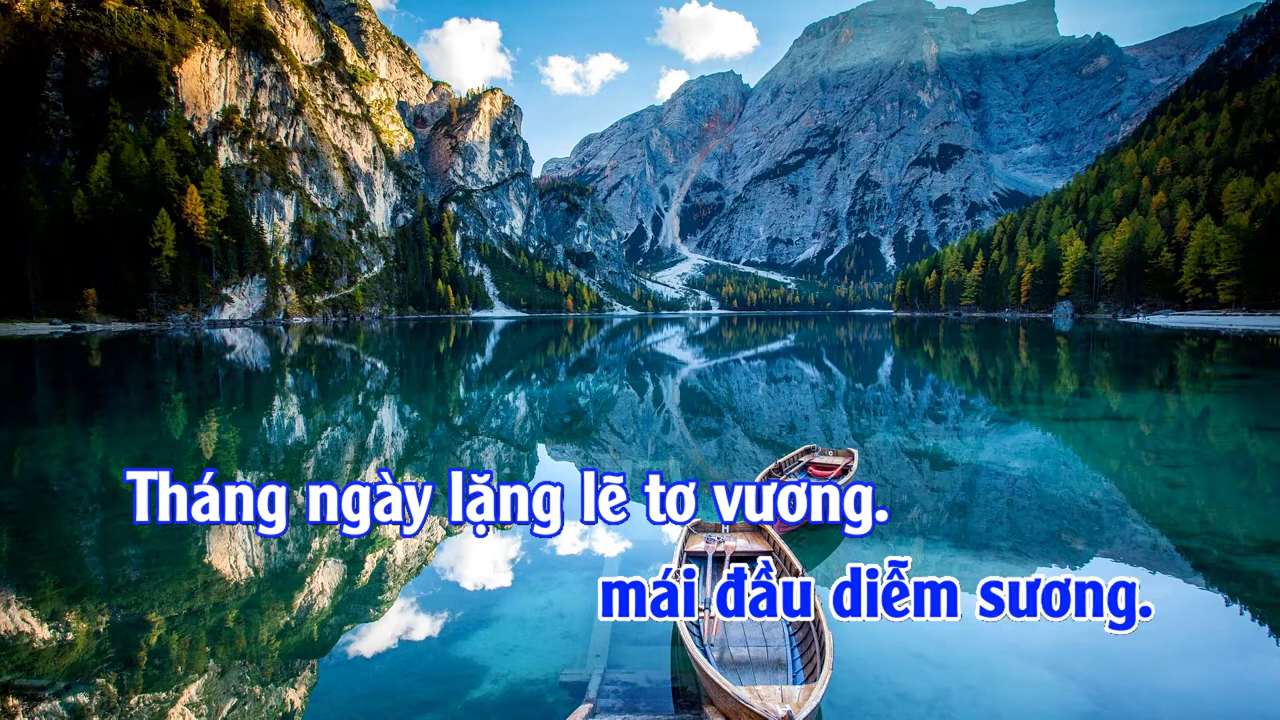 Tháng ngày lặng lẽ tơ vương.
mái đầu diễm sương.